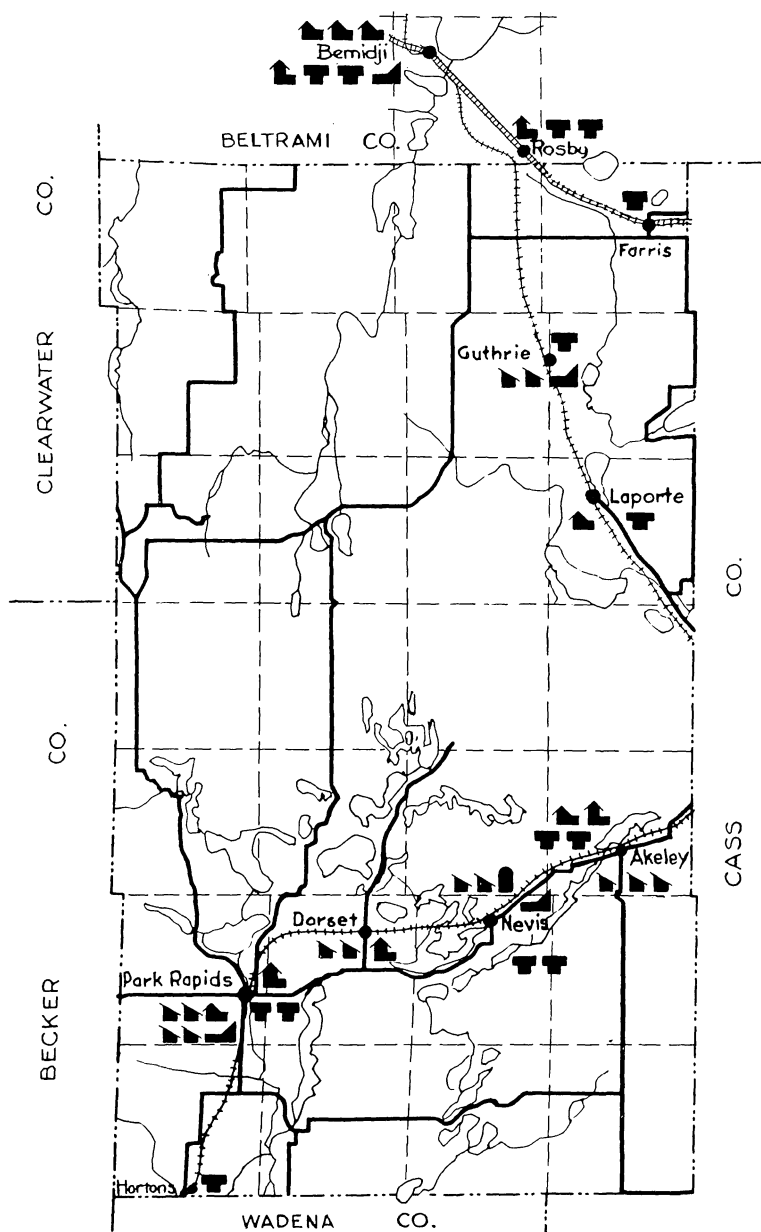 Bemidji
BELTRAMI CO.
Rosby
CO.
Farris
Guthrie
CLEARWATER
Laporte
CO.
CO.
Akeley
CASS
Dorset
Nevis
Park Rapids
BECKER
Hortons
WADENA CO.